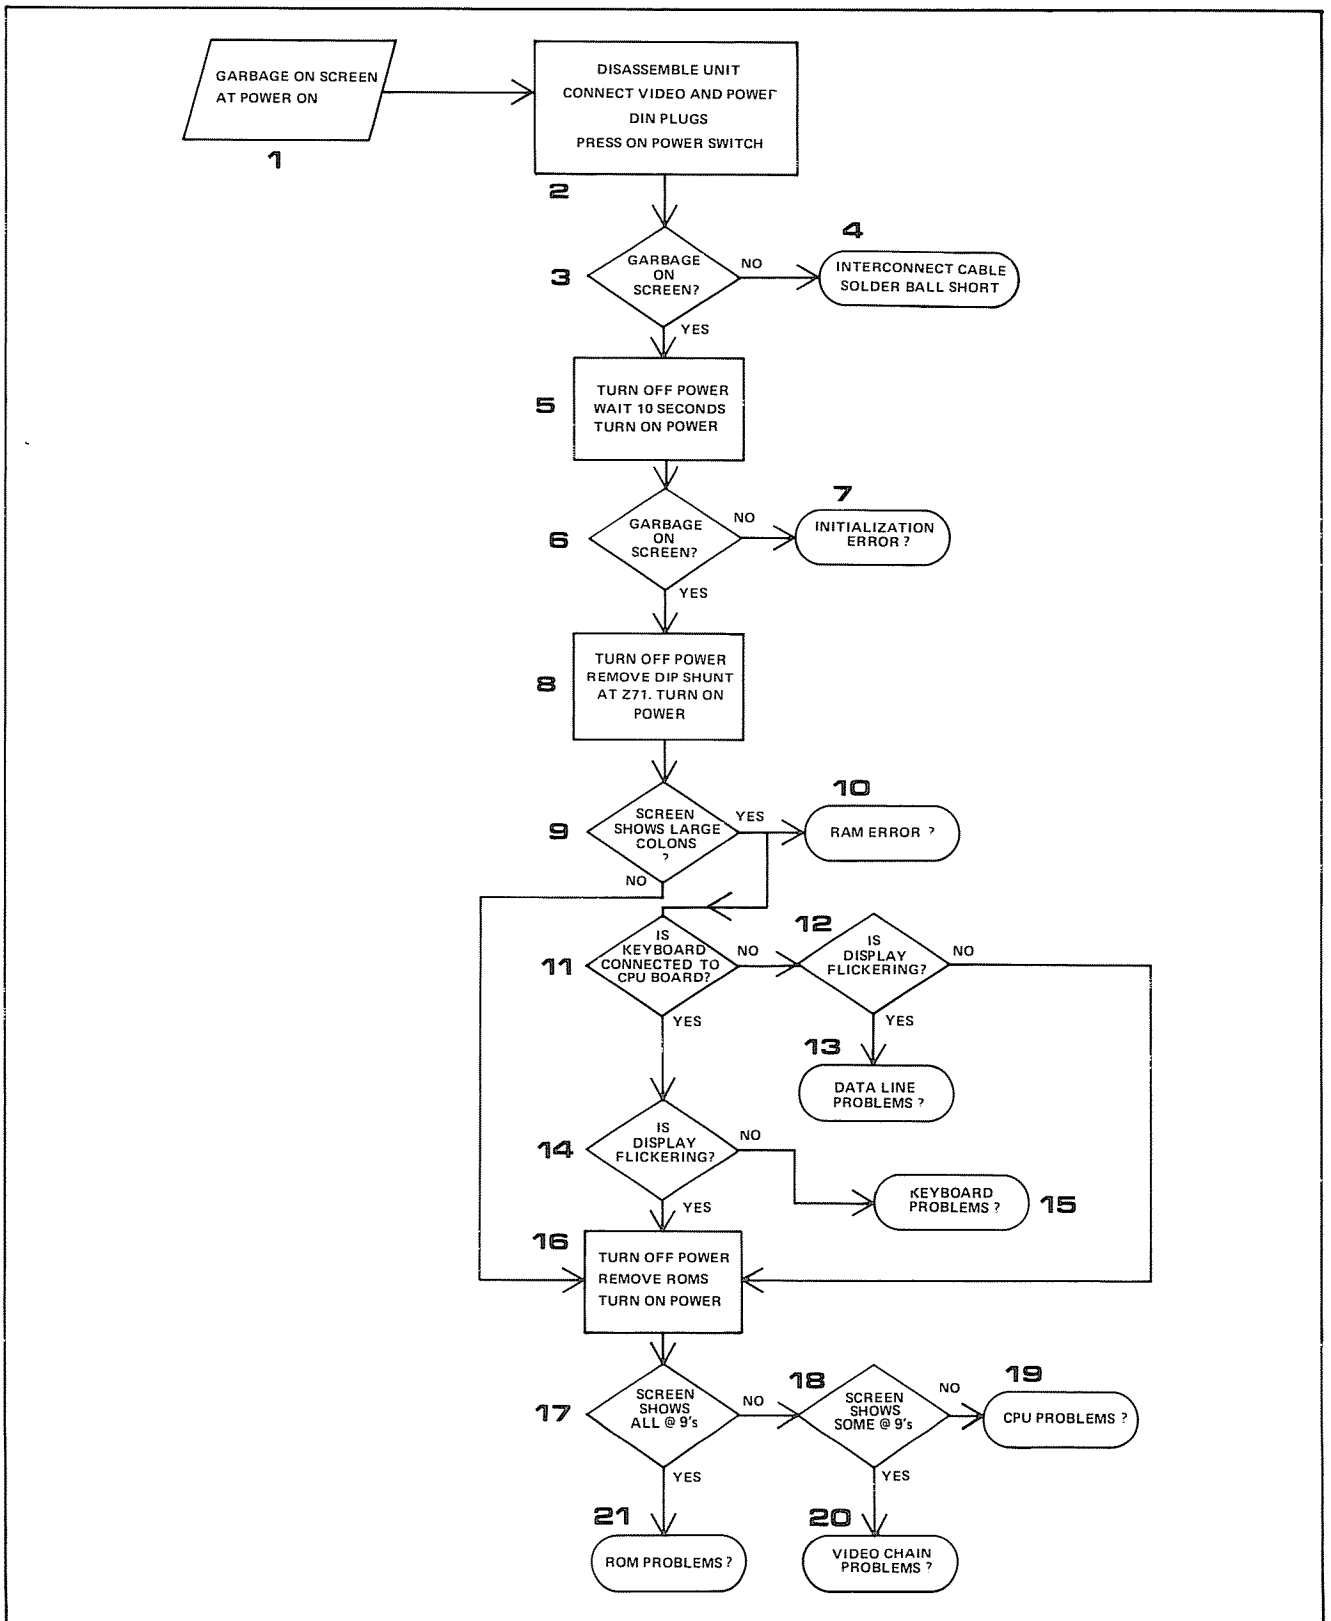 GARBAGE ON SCREEN
AT POWER ON
1
DISASSEMBLE UNIT
CONNECT VIDEO AND POWER
DIN PLUGS
PRESS ON POWER SWITCH
2
3
GARBAGE
ON
SCREEN?
NO
4
INTERCONNECT CABLE
SOLDER BALL SHORT
YES
5
TURN OFF POWER
WAIT 10 SECONDS
TURN ON POWER
6
GARBAGE
ON
SCREEN?
NO
7
INITIALIZATION
ERROR ?
YES
8
TURN OFF POWER
REMOVE DIP SHUNT
AT Z71. TURN ON
POWER
9
SCREEN
SHOWS LARGE
COLONS
?
YES
10
RAM ERROR ?
NO
11
IS
KEYBOARD
CONNECTED TO
CPU BOARD?
NO
12
IS
DISPLAY
FLICKERING?
NO
YES
YES
13
DATA LINE
PROBLEMS ?
14
IS
DISPLAY
FLICKERING?
NO
KEYBOARD
PROBLEMS ?
15
YES
16
TURN OFF POWER
REMOVE ROMS
TURN ON POWER
17
SCREEN
SHOWS
ALL @ 9's
NO
18
SCREEN
SHOWS
SOME @ 9's
NO
19
CPU PROBLEMS ?
YES
YES
21
ROM PROBLEMS ?
20
VIDEO CHAIN
PROBLEMS ?